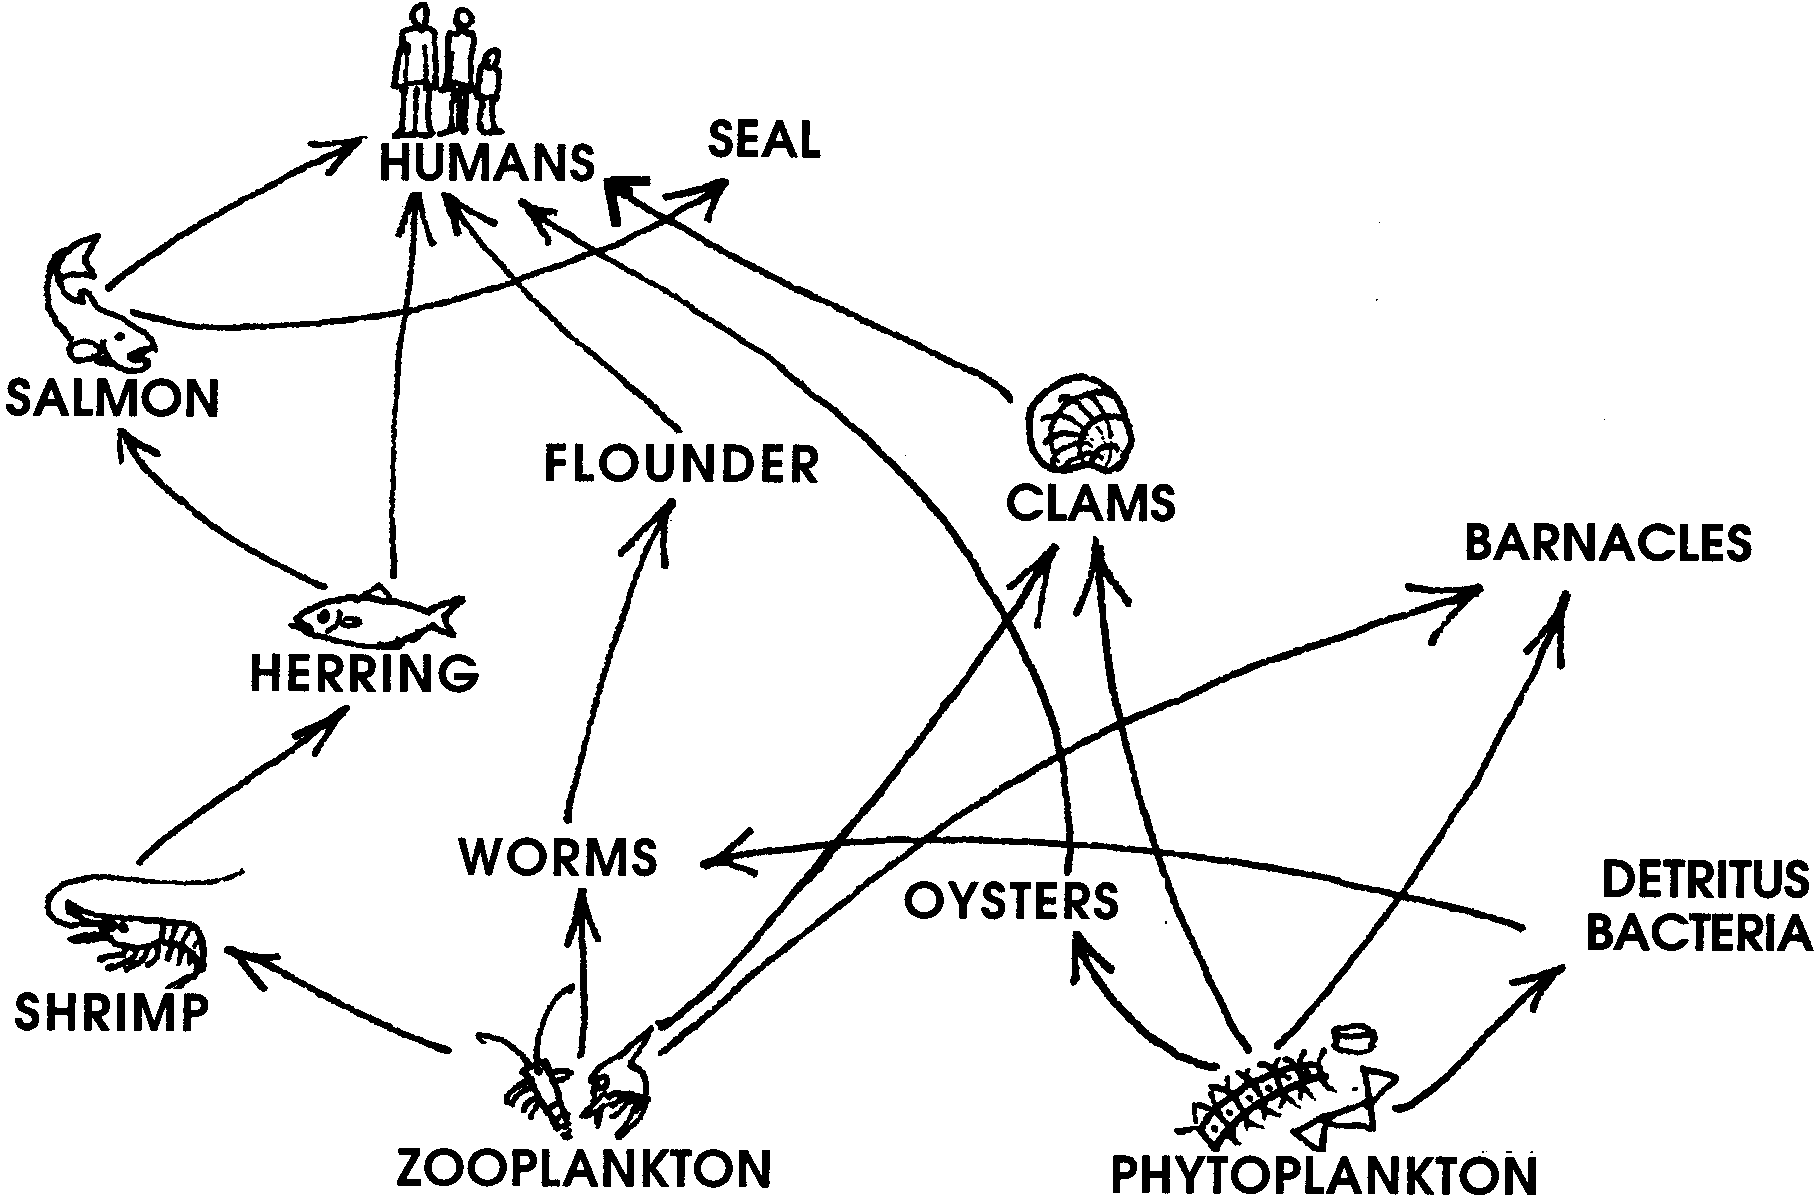 SEAL
HUMANS
SALMON
FLOUNDER
CLAMS
BARNACLES
HERRING
WORMS
OYSTERS
DETRITUS
BACTERIA
SHRIMP
ZOOPLANKTON
PHYTOPLANKTON